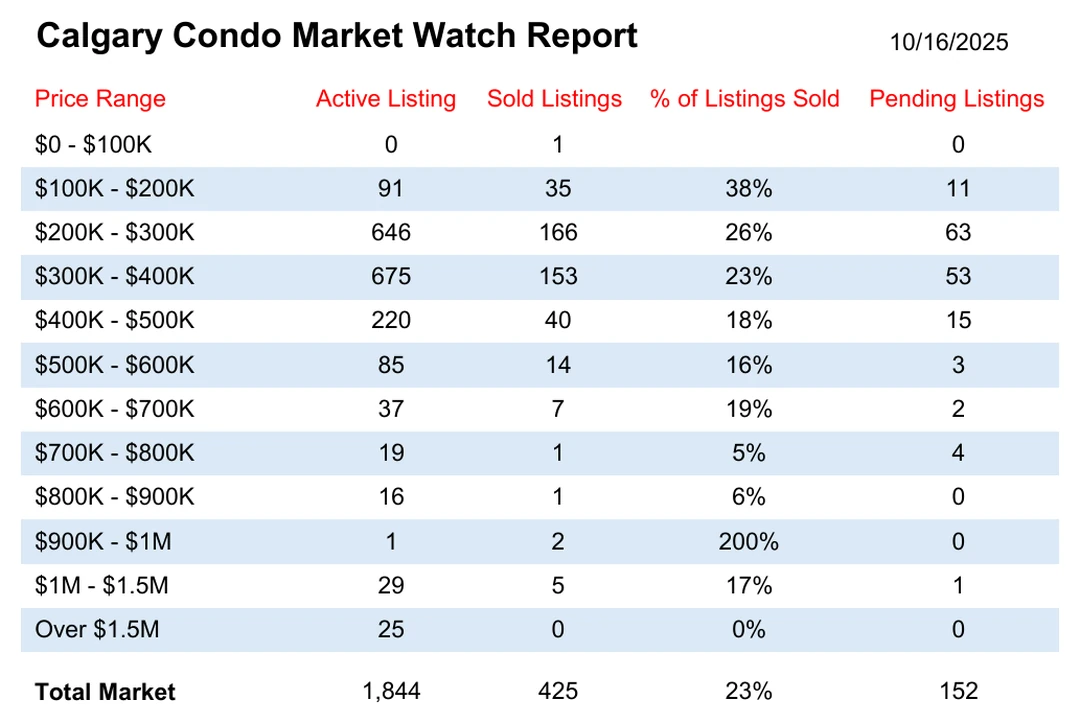 Calgary Condo Market Watch Report 10/16/2025
Price Range Active Listing Sold Listings % of Listings Sold Pending Listings
$0 - $100K 0 1 0
$100K - $200K 91 35 38% 11
$200K - $300K 646 166 26% 63
$300K - $400K 675 153 23% 53
$400K - $500K 220 40 18% 15
$500K - $600K 85 14 16% 3
$600K - $700K 37 7 19% 2
$700K - $800K 19 1 5% 4
$800K - $900K 16 1 6% 0
$900K - $1M 1 2 200% 0
$1M - $1.5M 29 5 17% 1
Over $1.5M 25 0 0% 0
Total Market 1,844 425 23% 152